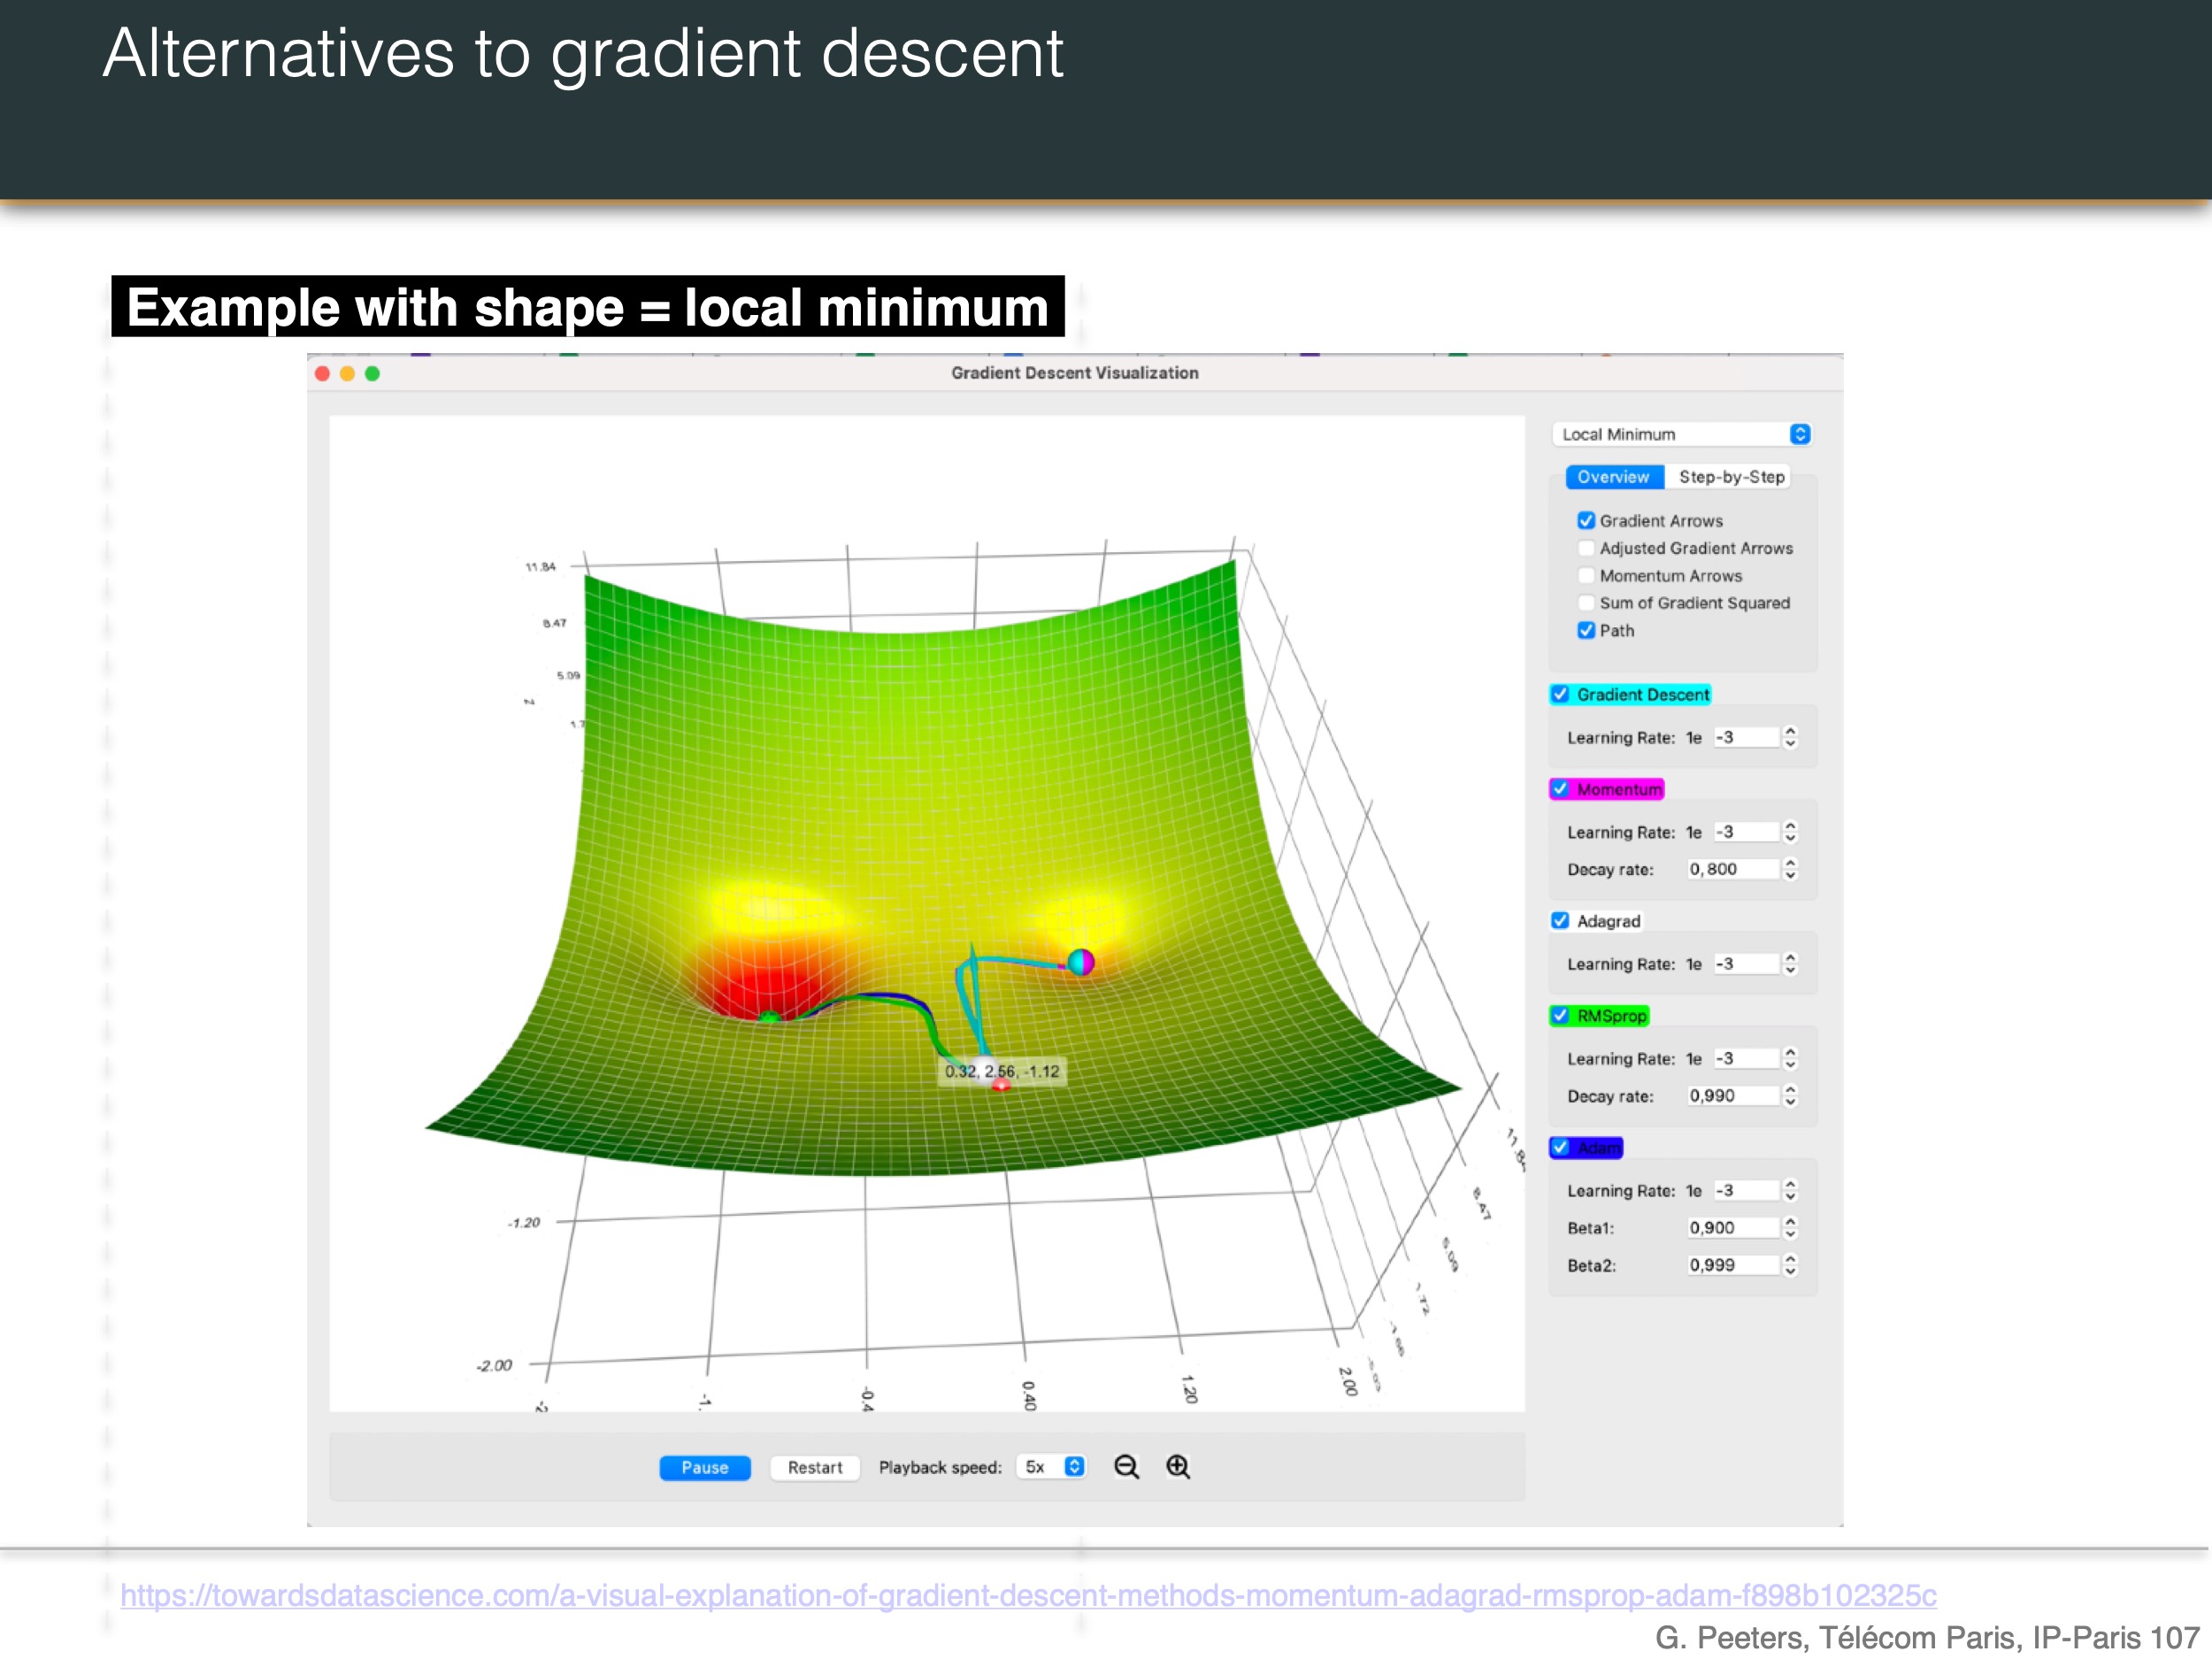 Alternatives to gradient descent
Example with shape = local minimum
Gradient Descent Visualization
Local Minimum
Overview Step-by-Step
Gradient Arrows
Adjusted Gradient Arrows
Momentum Arrows
Sum of Gradient Squared
Path
Gradient Descent
Learning Rate: 1e -3
Momentum
Learning Rate: 1e -3
Decay rate: 0,800
Adagrad
Learning Rate: 1e -3
RMSprop
Learning Rate: 1e -3
Decay rate: 0,990
Adam
Learning Rate: 1e -3
Beta1: 0,900
Beta2: 0,999
11.84
8.47
5.09
z
1.7
0.32, 2.56, -1.12
-1.20
-2.00
-2
-1.
-0.4
0.40
1.20
2.00
11.84
8.47
5.09
1.72
Pause Restart Playback speed: 5x
https://towardsdatascience.com/a-visual-explanation-of-gradient-descent-methods-momentum-adagrad-rmsprop-adam-f898b102325c
G. Peeters, Télécom Paris, IP-Paris 107